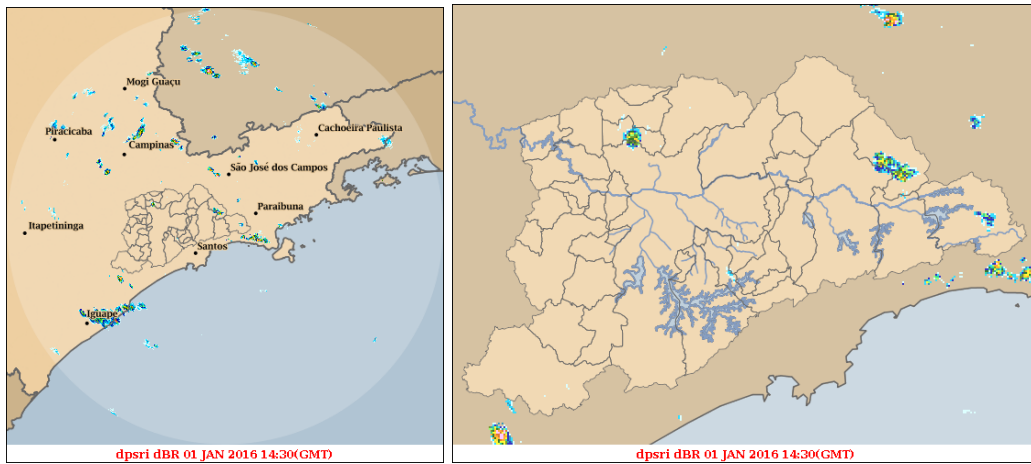 Mogi Guaçu
Piracicaba
Cachoeira Paulista
Campinas
São José dos Campos
Paraibuna
Itapetininga
Santos
Iguape
dpsri dBR 01 JAN 2016 14:30(GMT)
dpsri dBR 01 JAN 2016 14:30(GMT)